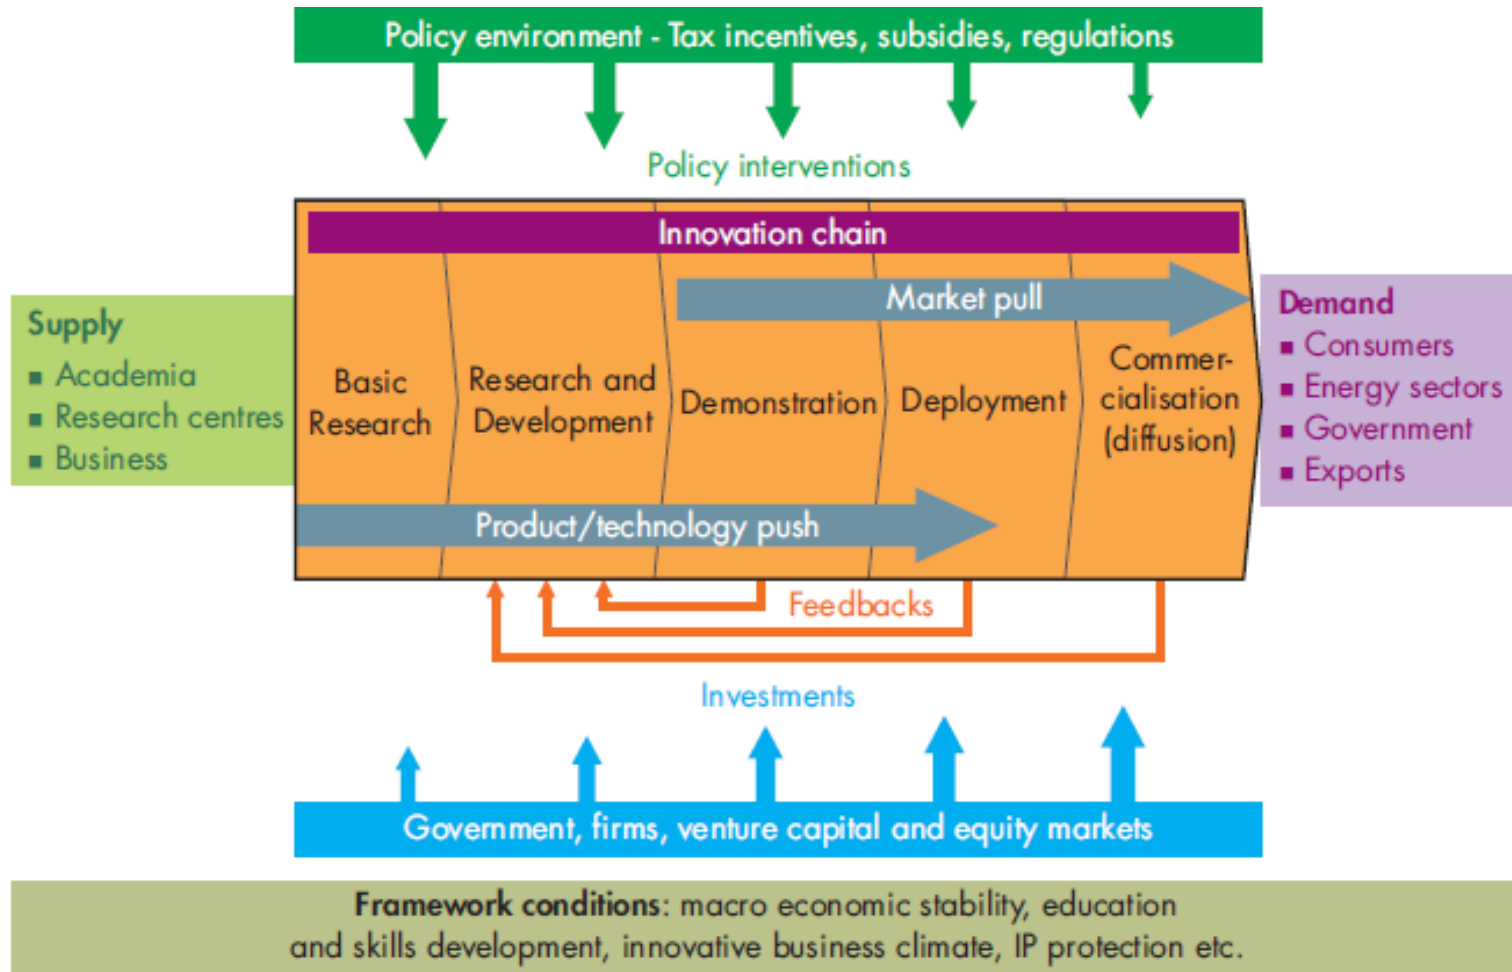 Policy environment - Tax incentives, subsidies, regulations
Policy interventions
Innovation chain
Market pull
Supply
▪ Academia
▪ Research centres
▪ Business
Basic
Research
Research and
Development
Demonstration
Deployment
Commer-
cialisation
(diffusion)
Demand
▪ Consumers
▪ Energy sectors
▪ Government
▪ Exports
Product/technology push
Feedbacks
Investments
Government, firms, venture capital and equity markets
Framework conditions: macro economic stability, education
and skills development, innovative business climate, IP protection etc.